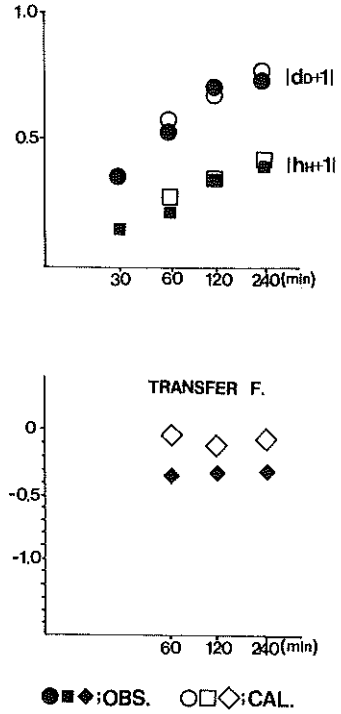 1.0
|dD+1|
0.5
|hH+1|
0
30 60 120 240(min)
TRANSFER F.
0
-0.5
-1.0
60 120 240(min)
●■◆;OBS. ○□◇;CAL.